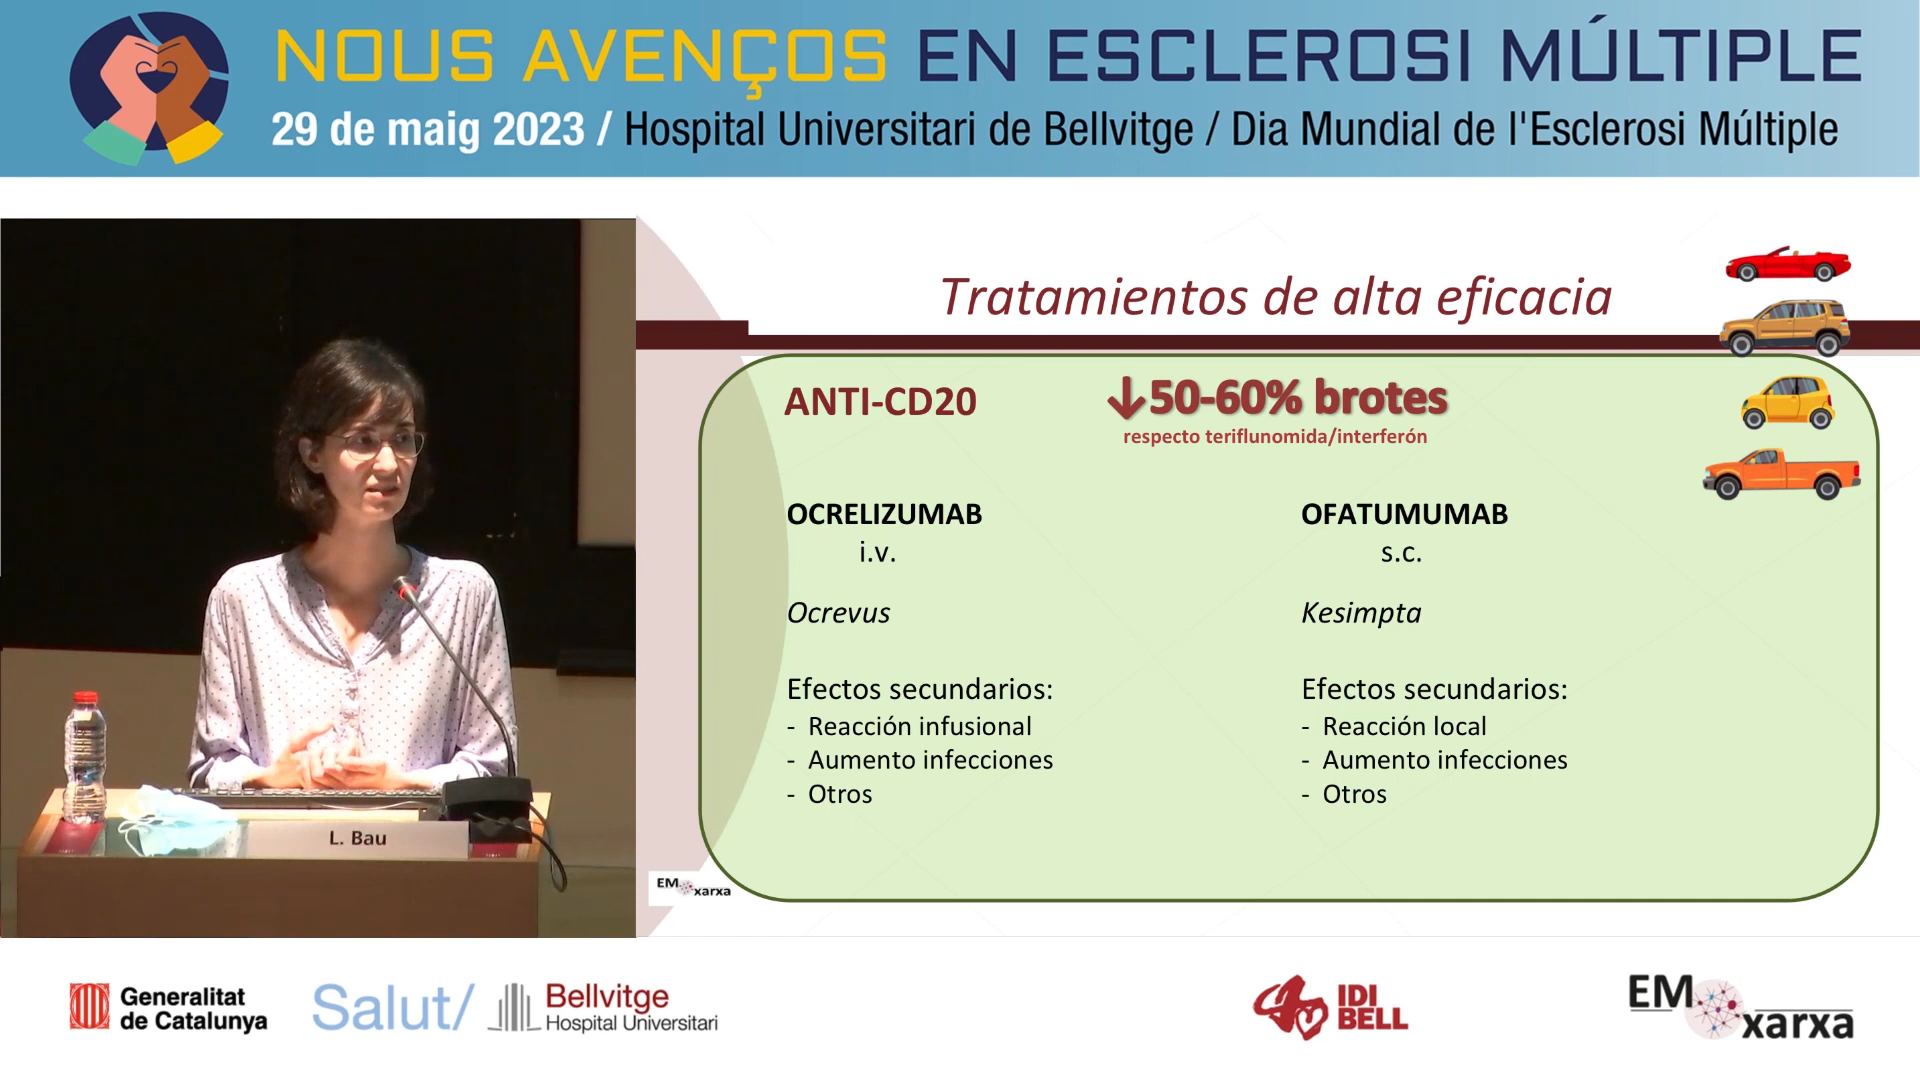 NOUS AVENÇOS EN ESCLEROSI MÚLTIPLE
29 de maig 2023 / Hospital Universitari de Bellvitge / Dia Mundial de l'Esclerosi Múltiple
Tratamientos de alta eficacia
ANTI-CD20
↓50-60% brotes
respecto teriflunomida/interferón
OCRELIZUMAB
i.v.
Ocrevus
Efectos secundarios:
- Reacción infusional
- Aumento infecciones
- Otros
OFATUMUMAB
s.c.
Kesimpta
Efectos secundarios:
- Reacción local
- Aumento infecciones
- Otros
L. Bau
EM xarxa
Generalitat
de Catalunya
Salut/
Bellvitge
Hospital Universitari
IDI
BELL
EM
xarxa